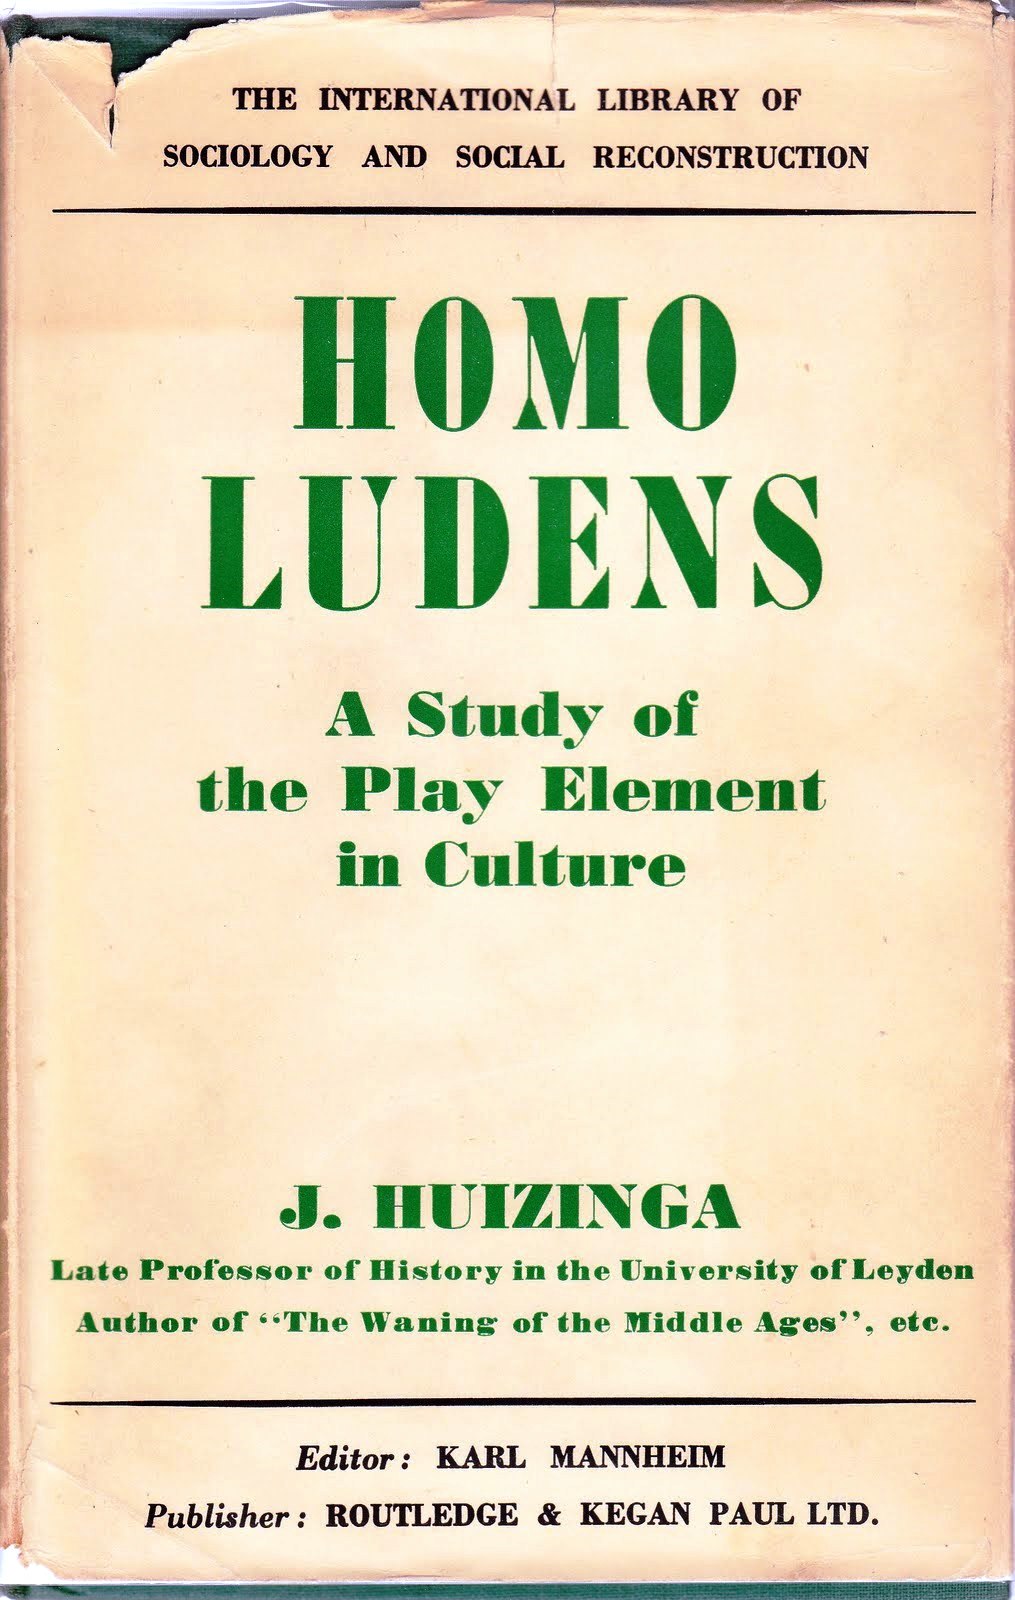 THE INTERNATIONAL LIBRARY OF
SOCIOLOGY AND SOCIAL RECONSTRUCTION
HOMO
LUDENS
A Study of
the Play Element
in Culture
J. HUIZINGA
Late Professor of History in the University of Leyden
Author of “The Waning of the Middle Ages”, etc.
Editor: KARL MANNHEIM
Publisher: ROUTLEDGE & KEGAN PAUL LTD.